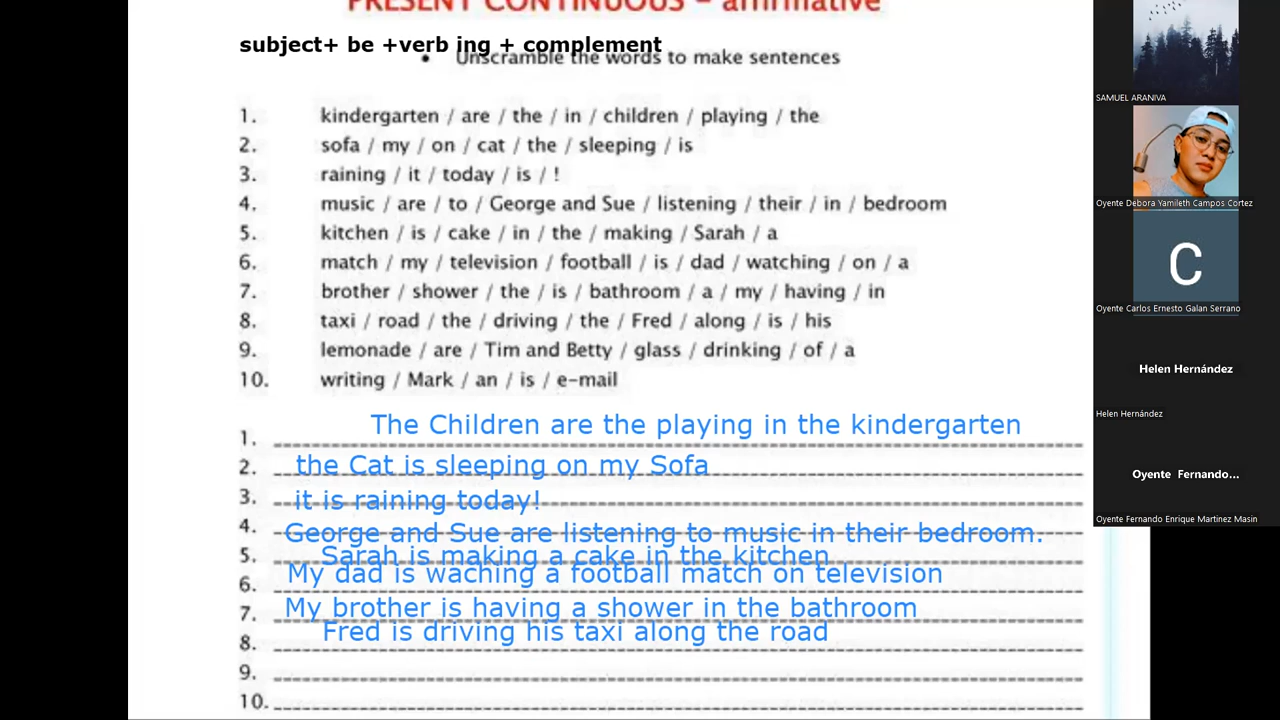 PRESENT CONTINUOUS – affirmative
subject+ be +verb ing + complement
• Unscramble the words to make sentences
1. kindergarten / are / the / in / children / playing / the
2. sofa / my / on / cat / the / sleeping / is
3. raining / it / today / is / !
4. music / are / to / George and Sue / listening / their / in / bedroom
5. kitchen / is / cake / in / the / making / Sarah / a
6. match / my / television / football / is / dad / watching / on / a
7. brother / shower / the / is / bathroom / a / my / having / in
8. taxi / road / the / driving / the / Fred / along / is / his
9. lemonade / are / Tim and Betty / glass / drinking / of / a
10. writing / Mark / an / is / e-mail
1. The Children are the playing in the kindergarten
2. the Cat is sleeping on my Sofa
3. it is raining today!
4. George and Sue are listening to music in their bedroom.
5. Sarah is making a cake in the kitchen
6. My dad is waching a football match on television
7. My brother is having a shower in the bathroom
8. Fred is driving his taxi along the road
9.
10.
SAMUEL ARANIVA
Oyente Debora Yamileth Campos Cortez
C
Oyente Carlos Ernesto Galan Serrano
Helen Hernández
Helen Hernández
Oyente Fernando...
Oyente Fernando Enrique Martinez Masin